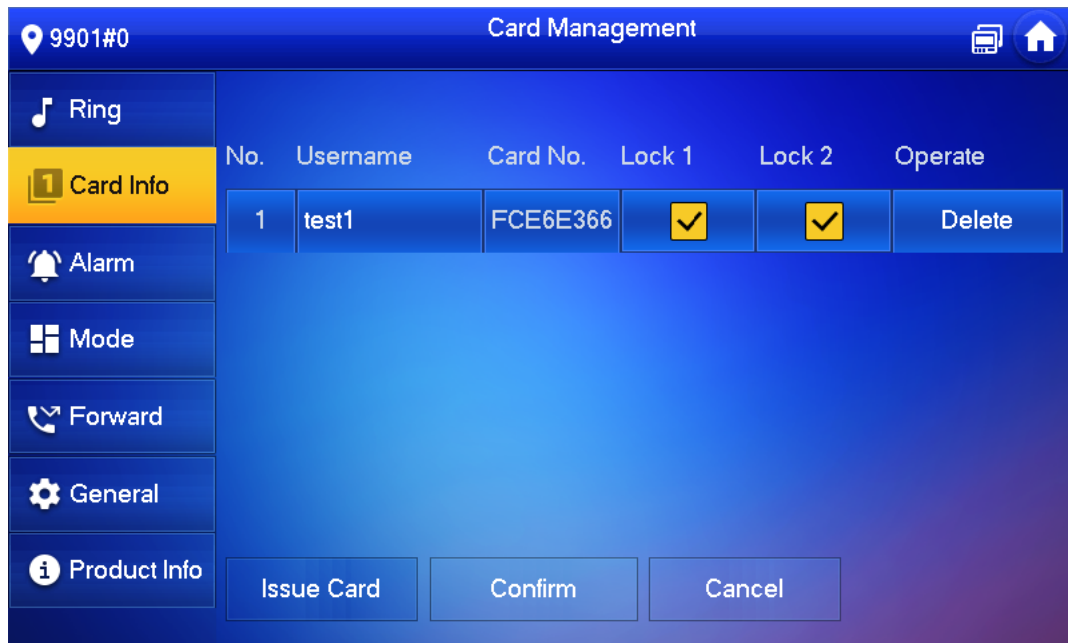 9901#0
Card Management
Ring
Card Info
Alarm
Mode
Forward
General
Product Info
No. Username Card No. Lock 1 Lock 2 Operate
1 test1 FCE6E366 Delete
Issue Card Confirm Cancel